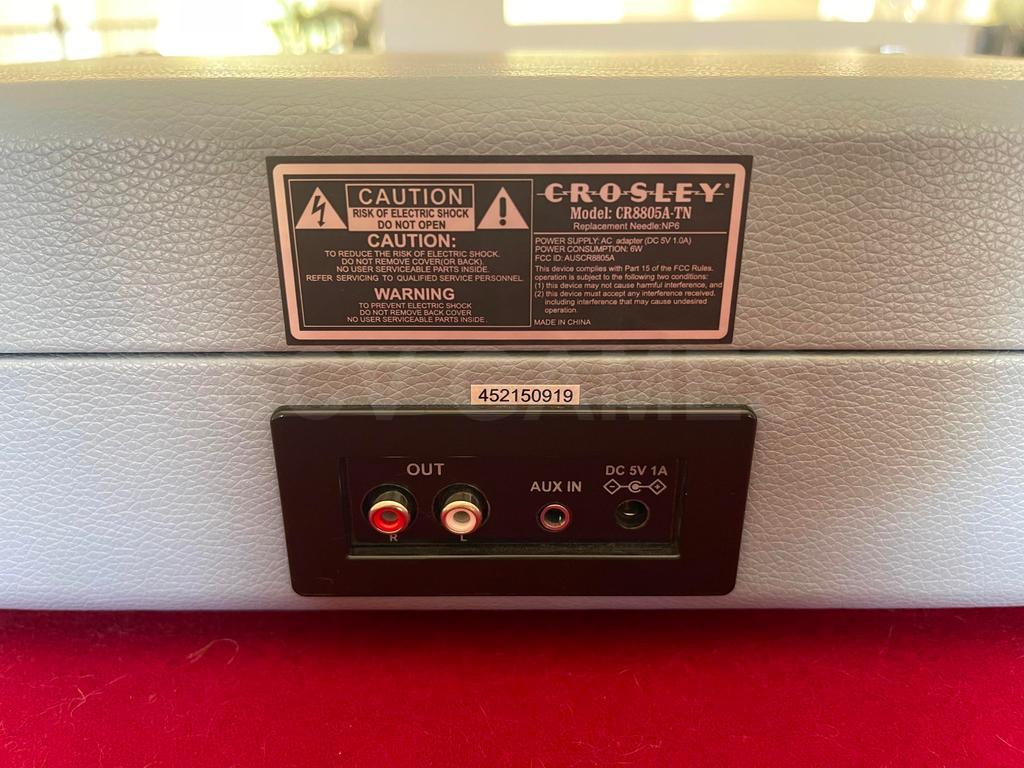 CAUTION
RISK OF ELECTRIC SHOCK
DO NOT OPEN
CAUTION:
TO REDUCE THE RISK OF ELECTRIC SHOCK.
DO NOT REMOVE COVER(OR BACK).
NO USER SERVICEABLE PARTS INSIDE.
REFER SERVICING TO QUALIFIED SERVICE PERSONNEL
WARNING
TO PREVENT ELECTRIC SHOCK
DO NOT REMOVE BACK COVER
NO USER SERVICEABLE PARTS INSIDE.
CROSLEY®
Model: CR8805A-TN
Replacement Needle:NP6
POWER SUPPLY: AC adapter (DC 5V 1.0A)
POWER CONSUMPTION: 6W
FCC ID: AUSCR8805A
This device complies with Part 15 of the FCC Rules.
operation is subject to the following two conditions:
(1) this device may not cause harmful interference, and
(2) this device must accept any interference received.
including interference that may cause undesired
operation.
MADE IN CHINA
452150919
OUT
R L
AUX IN
DC 5V 1A